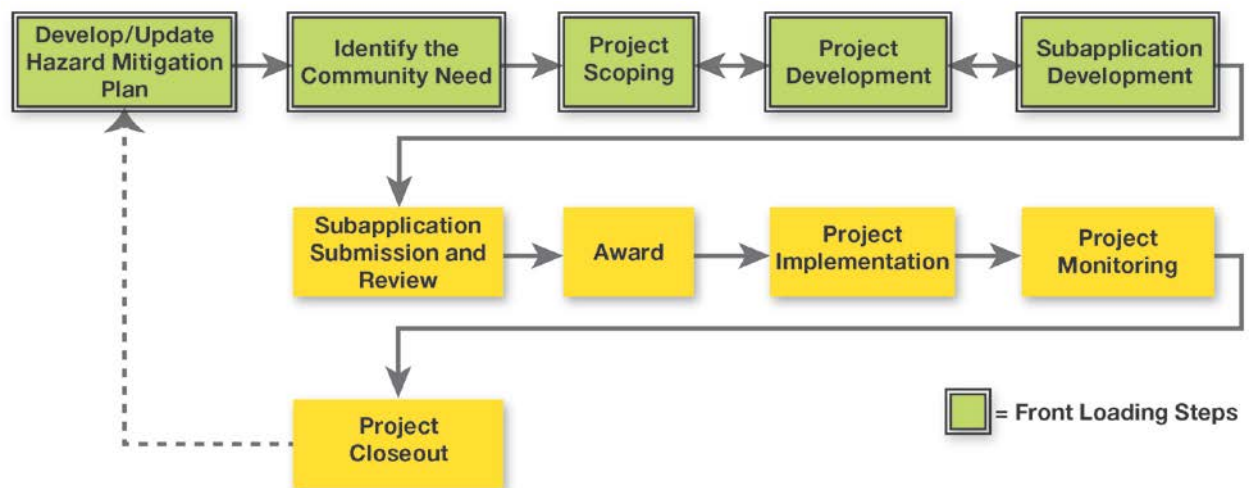 Develop/Update
Hazard Mitigation
Plan
Identify the
Community Need
Project
Scoping
Project
Development
Subapplication
Development
Subapplication
Submission and
Review
Award
Project
Implementation
Project
Monitoring
Project
Closeout
= Front Loading Steps